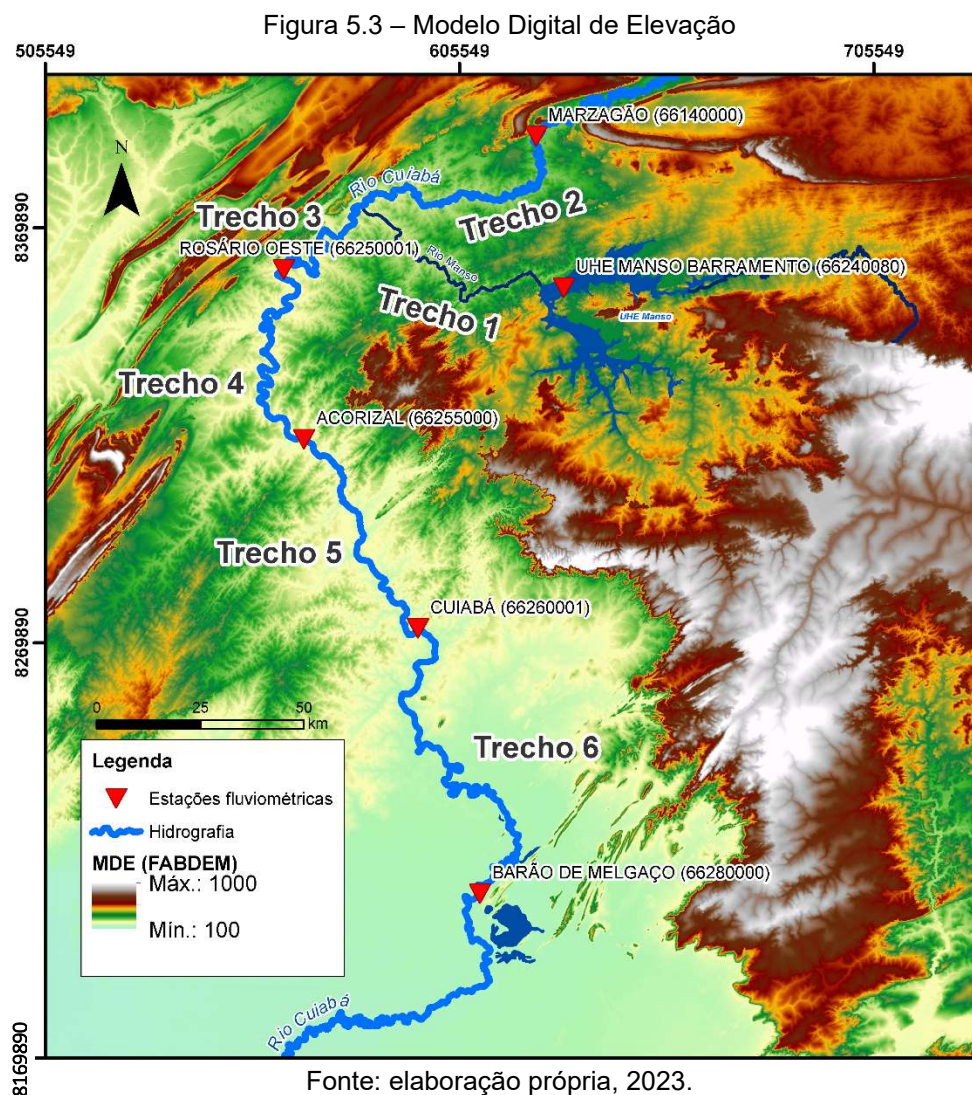 Figura 5.3 – Modelo Digital de Elevação
505549
605549
705549
MARZAGÃO (66140000)
N
Rio Cuiabá
Trecho 2
Trecho 3
8369890
ROSÁRIO OESTE (66250001)
Rio Manso
UHE MANSO BARRAMENTO (66240080)
Trecho 1
UHE Manso
Trecho 4
ACORIZAL (66255000)
Trecho 5
CUIABÁ (66260001)
8269890
0 25 50
km
Trecho 6
Legenda
Estações fluviométricas
Hidrografia
MDE (FABDEM)
Máx.: 1000
Mín.: 100
BARÃO DE MELGAÇO (66280000)
Rio Cuiabá
8169890
Fonte: elaboração própria, 2023.